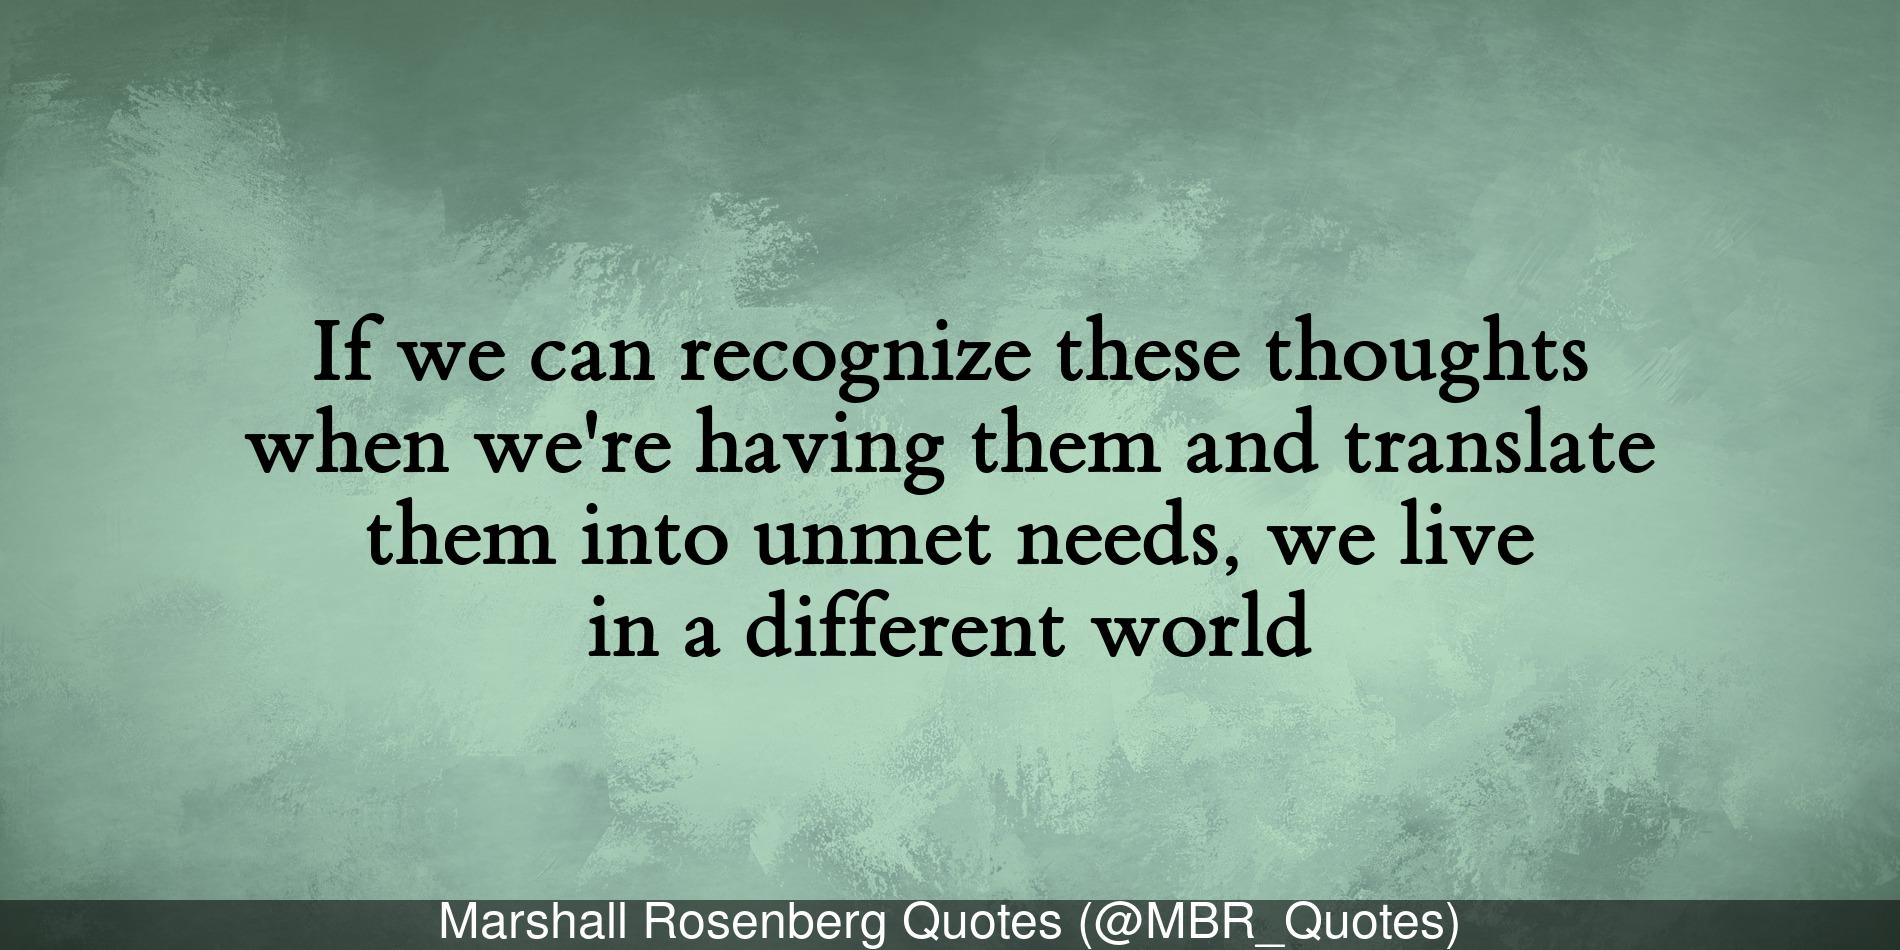 If we can recognize these thoughts
when we're having them and translate
them into unmet needs, we live
in a different world
Marshall Rosenberg Quotes (@MBR_Quotes)